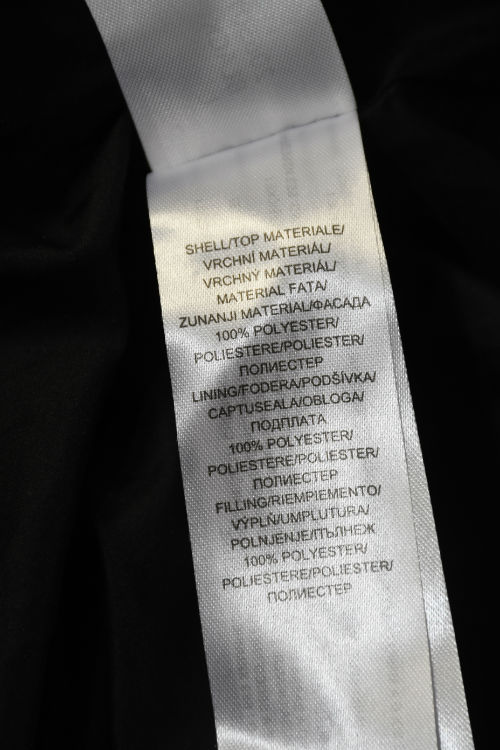 SHELL/TOP MATERIALE/
VRCHNÍ MATERIÁL/
VRCHNÝ MATERIÁL/
MATERIAL FATA/
ZUNANJI MATERIAL/ФАСАДА
100% POLYESTER/
POLIESTERE/POLIESTER/
ПОЛИЕСТЕР
LINING/FODERA/PODŠÍVKA/
CAPTUSEALA/OBLOGA/
ПОДПЛАТА
100% POLYESTER/
POLIESTERE/POLIESTER/
ПОЛИЕСТЕР
FILLING/RIEMPIEMENTO/
VÝPLŇ/UMPLUTURA/
POLNJENJE/ПЪЛНЕЖ
100% POLYESTER/
POLIESTERE/POLIESTER/
ПОЛИЕСТЕР